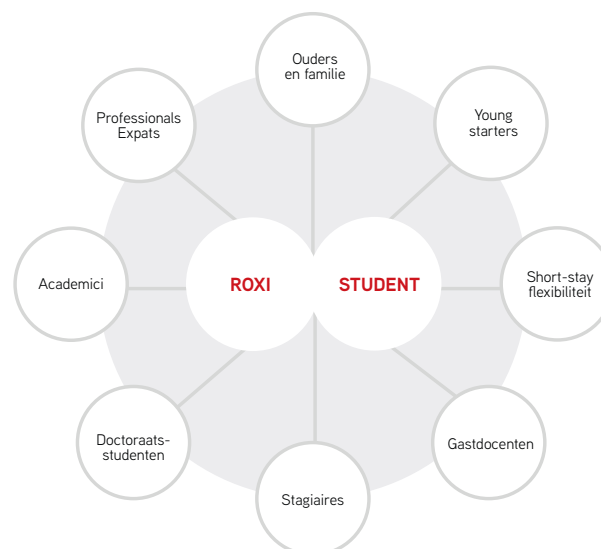 Ouders
en familie
Professionals
Expats
Young
starters
Academici
ROXI
STUDENT
Short-stay
flexibiliteit
Doctoraats-
studenten
Gastdocenten
Stagiaires